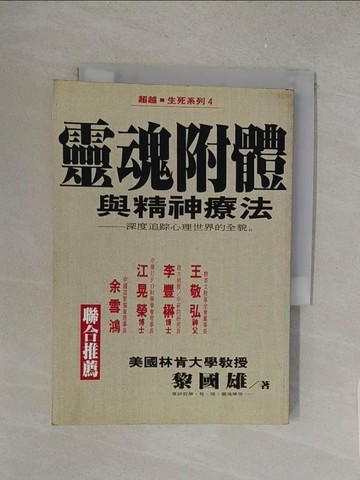 超越■生死系列4
靈魂附體
與精神療法
——深度追踪心理世界的全貌。
王敬弘神父
李豐楙博士
江晃榮博士
余雪鴻
聯合推薦
美國林肯大學教授
黎國雄／著